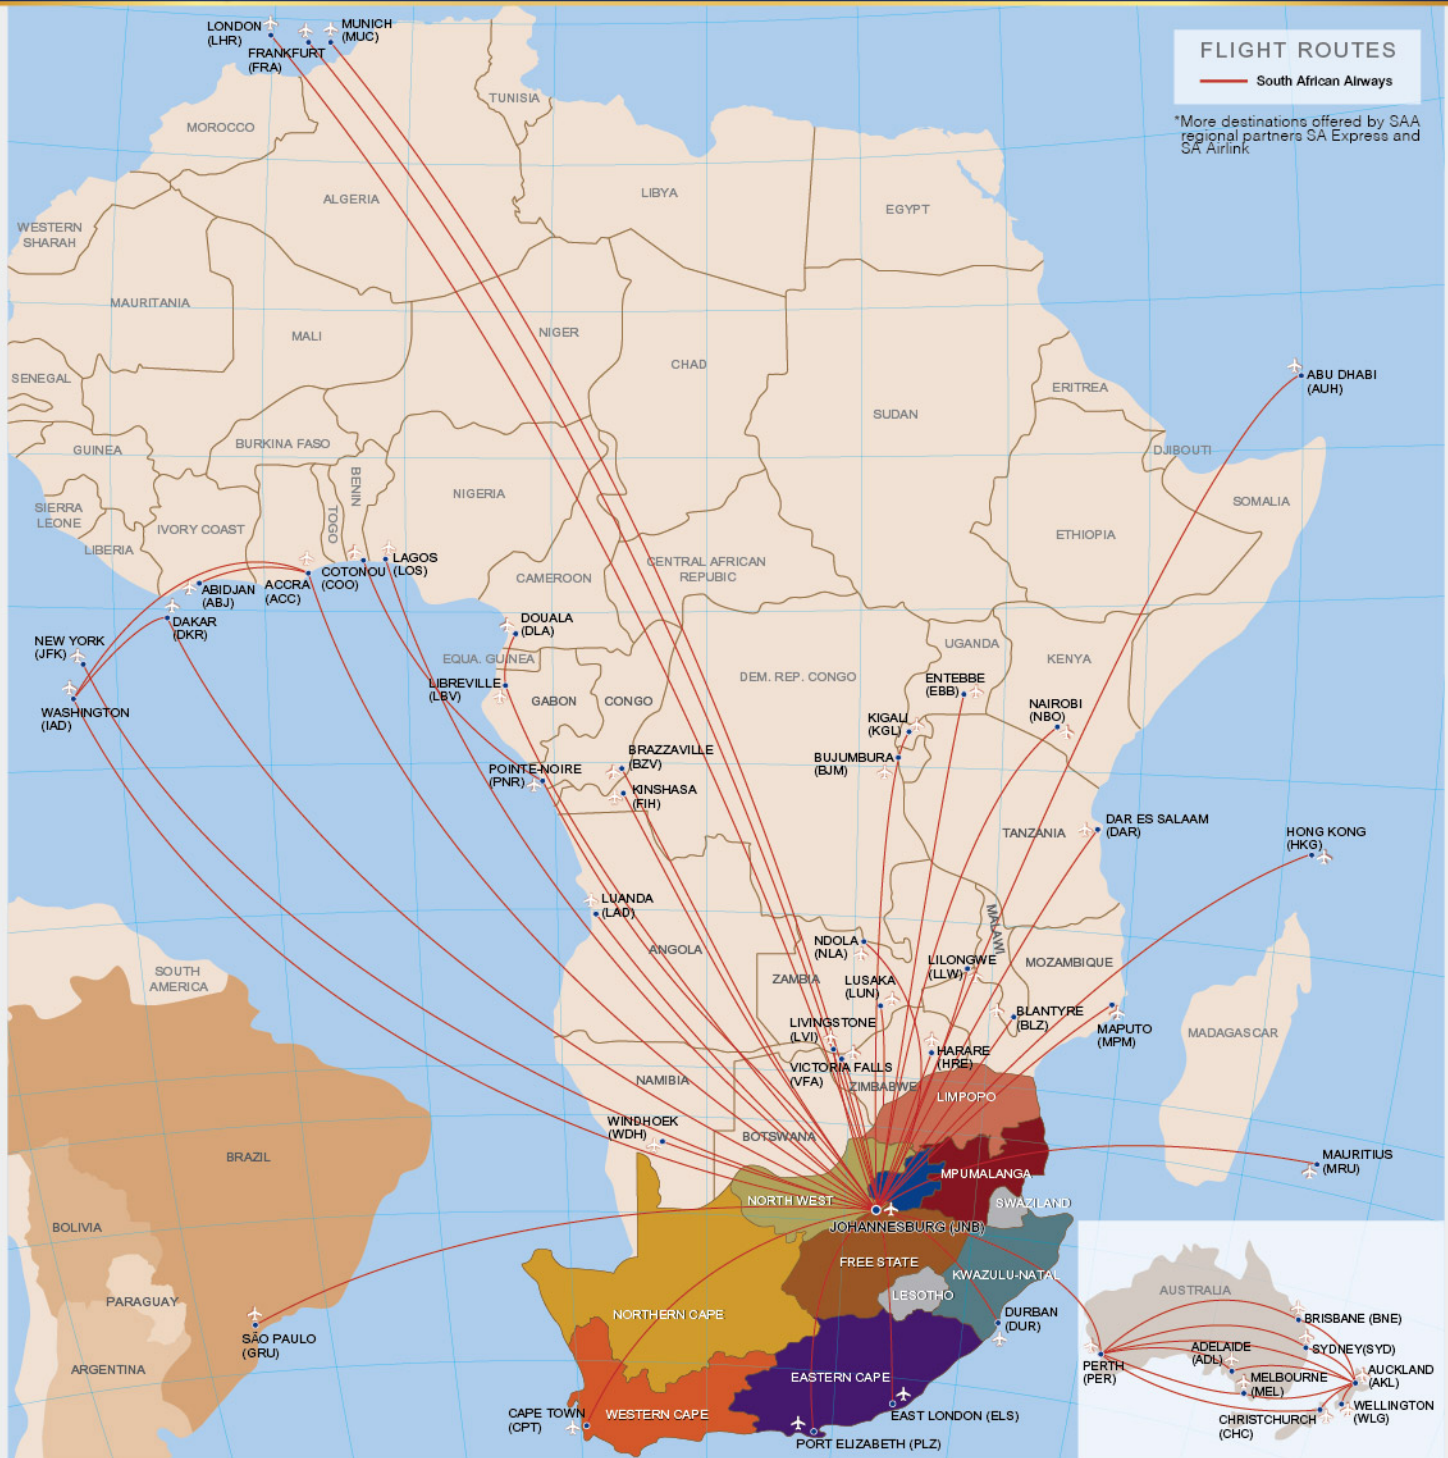 LONDON
(LHR)
FRANKFURT
(FRA)
MUNICH
(MUC)
FLIGHT ROUTES
South African Airways
*More destinations offered by SAA
regional partners SA Express and
SA Airlink
TUNISIA
MOROCCO
ALGERIA
LIBYA
EGYPT
WESTERN
SHARAH
MAURITANIA
MALI
NIGER
CHAD
SUDAN
ERITREA
ABU DHABI
(AUH)
SENEGAL
GUINEA
BURKINA FASO
BENIN
TOGO
NIGERIA
DJIBOUTI
SOMALIA
SIERRA
LEONE
IVORY COAST
LIBERIA
ETHIOPIA
CENTRAL AFRICAN
REPUBIC
CAMEROON
ABIDJAN
(ABJ)
ACCRA
(ACC)
COTONOU
(COO)
LAGOS
(LOS)
DAKAR
(DKR)
NEW YORK
(JFK)
WASHINGTON
(IAD)
DOUALA
(DLA)
EQUA. GUINEA
LIBREVILLE
(LBV)
GABON
CONGO
DEM. REP. CONGO
UGANDA
KENYA
ENTEBBE
(EBB)
NAIROBI
(NBO)
KIGALI
(KGL)
BUJUMBURA
(BJM)
BRAZZAVILLE
(BZV)
POINTE-NOIRE
(PNR)
KINSHASA
(FIH)
TANZANIA
DAR ES SALAAM
(DAR)
HONG KONG
(HKG)
LUANDA
(LAD)
ANGOLA
NDOLA
(NLA)
ZAMBIA
LUSAKA
(LUN)
LILONGWE
(LLW)
MALAWI
MOZAMBIQUE
LIVINGSTONE
(LVI)
BLANTYRE
(BLZ)
MAPUTO
(MPM)
MADAGASCAR
VICTORIA FALLS
(VFA)
HARARE
(HRE)
ZIMBABWE
SOUTH
AMERICA
NAMIBIA
LIMPOPO
WINDHOEK
(WDH)
BOTSWANA
BRAZIL
MAURITIUS
(MRU)
MPUMALANGA
NORTH WEST
SWAZILAND
JOHANNESBURG (JNB)
BOLIVIA
FREE STATE
KWAZULU-NATAL
LESOTHO
PARAGUAY
NORTHERN CAPE
DURBAN
(DUR)
SÃO PAULO
(GRU)
ARGENTINA
EASTERN CAPE
CAPE TOWN
(CPT)
WESTERN CAPE
EAST LONDON (ELS)
PORT ELIZABETH (PLZ)
AUSTRALIA
BRISBANE (BNE)
SYDNEY(SYD)
ADELAIDE
(ADL)
PERTH
(PER)
MELBOURNE
(MEL)
AUCKLAND
(AKL)
WELLINGTON
(WLG)
CHRISTCHURCH
(CHC)